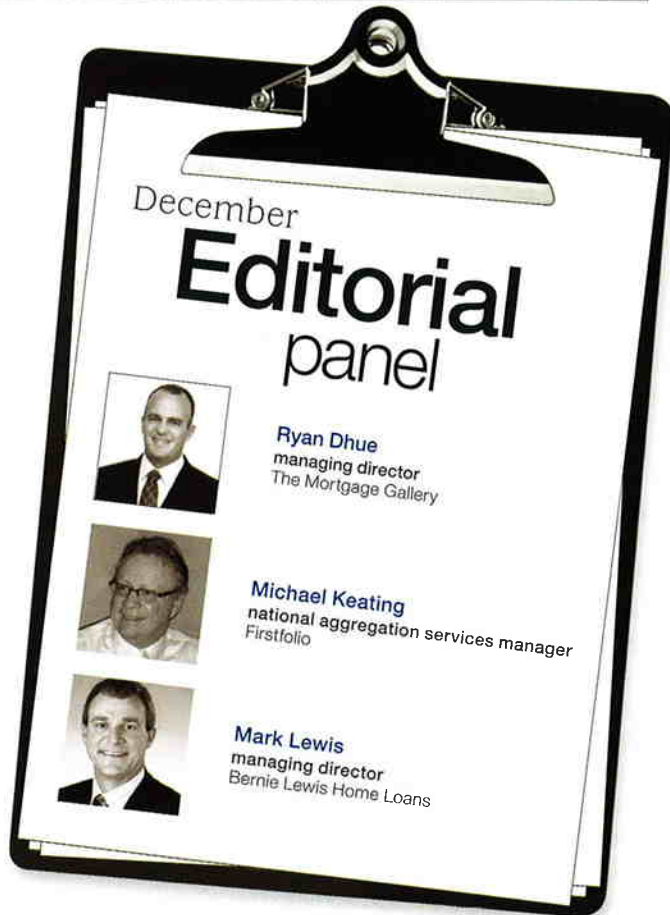 December
Editorial
panel
Ryan Dhue
managing director
The Mortgage Gallery
Michael Keating
national aggregation services manager
Firstfolio
Mark Lewis
managing director
Bernie Lewis Home Loans